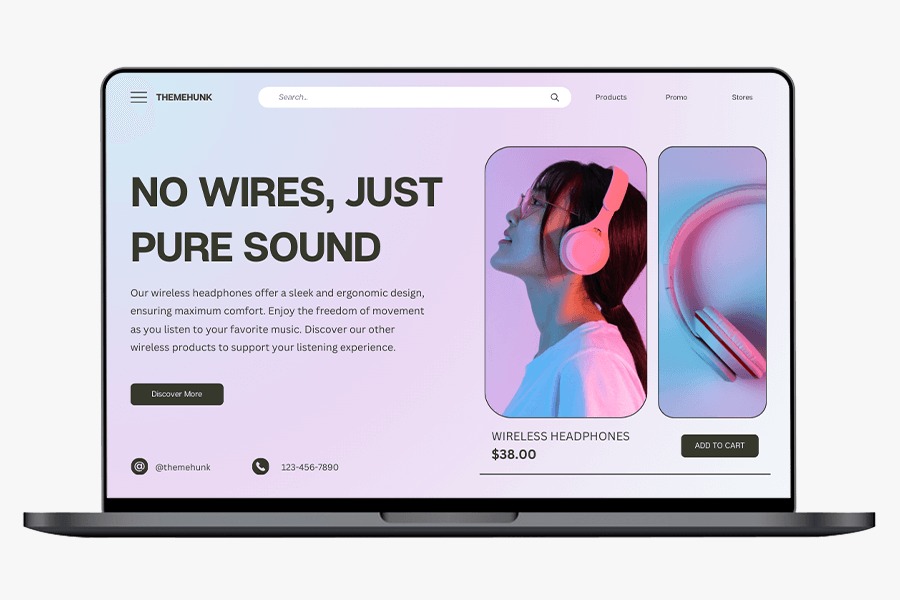 THEMEHUNK
Search...
Products
Promo
Stores
NO WIRES, JUST
PURE SOUND
Our wireless headphones offer a sleek and ergonomic design,
ensuring maximum comfort. Enjoy the freedom of movement
as you listen to your favorite music. Discover our other
wireless products to support your listening experience.
Discover More
@themehunk
123-456-7890
WIRELESS HEADPHONES
$38.00
ADD TO CART